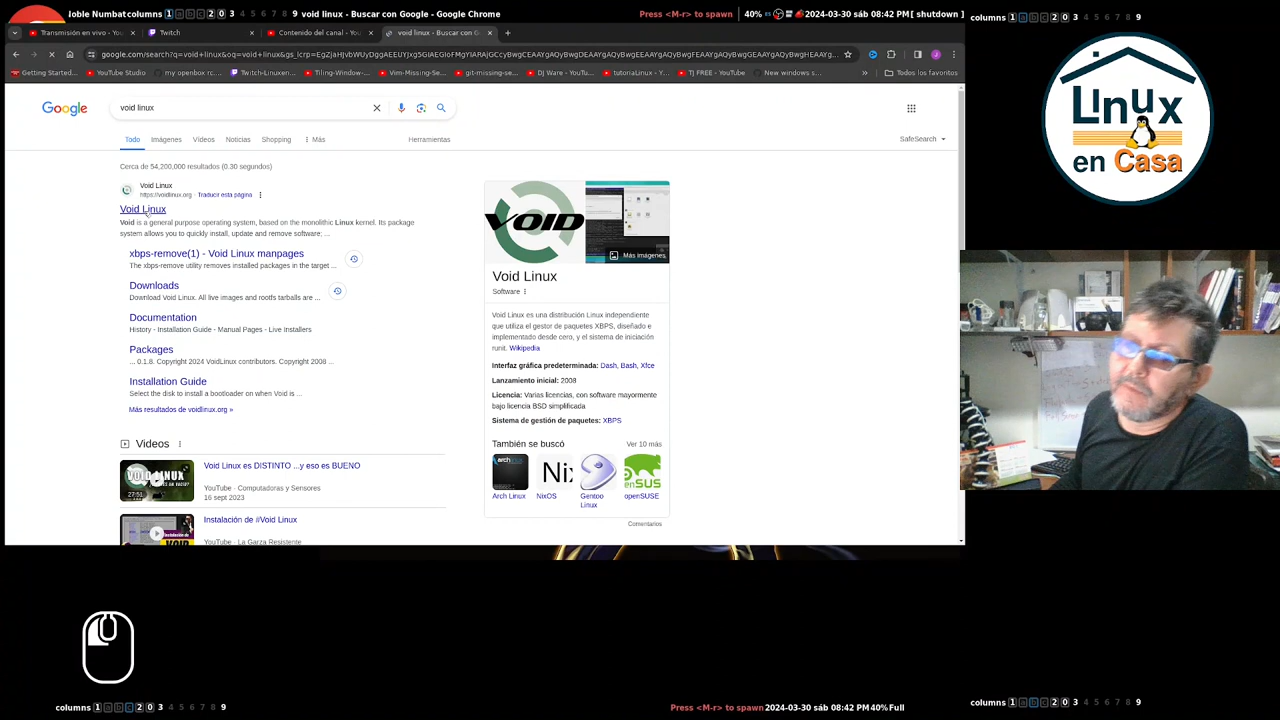 loble Numbat columns 1 a b c 2 0 3 4 5 6 7 8 9 void linux - Buscar con Google - Google Chrome
Press <M-r> to spawn 40% 2024-03-30 sáb 08:42 PM [ shutdown ]
columns 1 a b c 2 0 3 4 5 6 7 8 9
Transmisión en vivo - You
Twitch
Contenido del canal - You
void linux - Buscar con G
google.com/search?q=void+linux&oq=void+linux&gs_lcrp=
Getting Started...
YouTube Studio
my openbox rc...
Twitch-Linuxen...
Tiling-Window-...
Vim-Missing-Se...
git-missing-se...
DJ Ware - YouTu...
tutoriaLinux - Y...
TJ FREE - YouTube
New windows s...
Todos los favoritos
Google
void linux
Todo
Imágenes
Vídeos
Noticias
Shopping
Más
Herramientas
SafeSearch
Cerca de 54,200,000 resultados (0.30 segundos)
Void Linux
https://voidlinux.org · Traducir esta página
Void Linux
Void is a general purpose operating system, based on the monolithic Linux kernel. Its package
system allows you to quickly install, update and remove software; ...
xbps-remove(1) - Void Linux manpages
The xbps-remove utility removes installed packages in the target ...
Downloads
Download Void Linux. All live images and rootfs tarballs are ...
Documentation
History - Installation Guide - Manual Pages - Live Installers
Packages
... 0.1.8. Copyright 2024 VoidLinux contributors. Copyright 2008 ...
Installation Guide
Select the disk to install a bootloader on when Void is ...
Más resultados de voidlinux.org »
Videos
VOID LINUX
27:51
Void Linux es DISTINTO ...y eso es BUENO
YouTube · Computadoras y Sensores
16 sept 2023
Instalación de #Void Linux
YouTube · La Garza Resistente
VOID
Más imágenes
Void Linux
Software
Void Linux es una distribución Linux independiente
que utiliza el gestor de paquetes XBPS, diseñado e
implementado desde cero, y el sistema de iniciación
runit. Wikipedia
Interfaz gráfica predeterminada: Dash, Bash, Xfce
Lanzamiento inicial: 2008
Licencia: Varias licencias, con software mayormente
bajo licencia BSD simplificada
Sistema de gestión de paquetes: XBPS
También se buscó
Ver 10 más
Arch Linux
NixOS
Gentoo
Linux
openSUSE
Comentarios
Linux
en Casa
columns 1 a b c 2 0 3 4 5 6 7 8 9
Press <M-r> to spawn 2024-03-30 sáb 08:42 PM 40% Full
columns 1 a b c 2 0 3 4 5 6 7 8 9